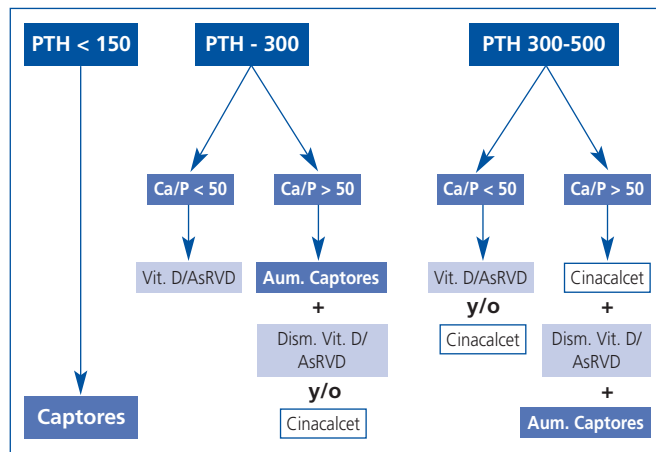 PTH < 150
PTH - 300
PTH 300-500
Ca/P < 50
Ca/P > 50
Ca/P < 50
Ca/P > 50
Vit. D/AsRVD
Aum. Captores
+
Dism. Vit. D/
AsRVD
y/o
Cinacalcet
Vit. D/AsRVD
y/o
Cinacalcet
Cinacalcet
+
Dism. Vit. D/
AsRVD
+
Aum. Captores
Captores